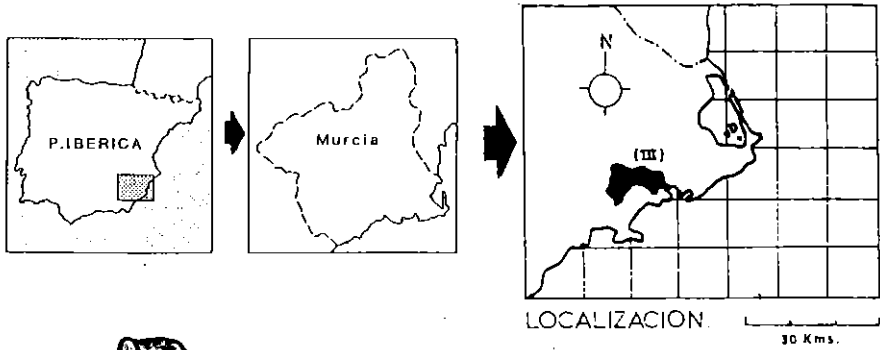 P.IBERICA
Murcia
N
(III)
LOCALIZACION.
30 Kms.